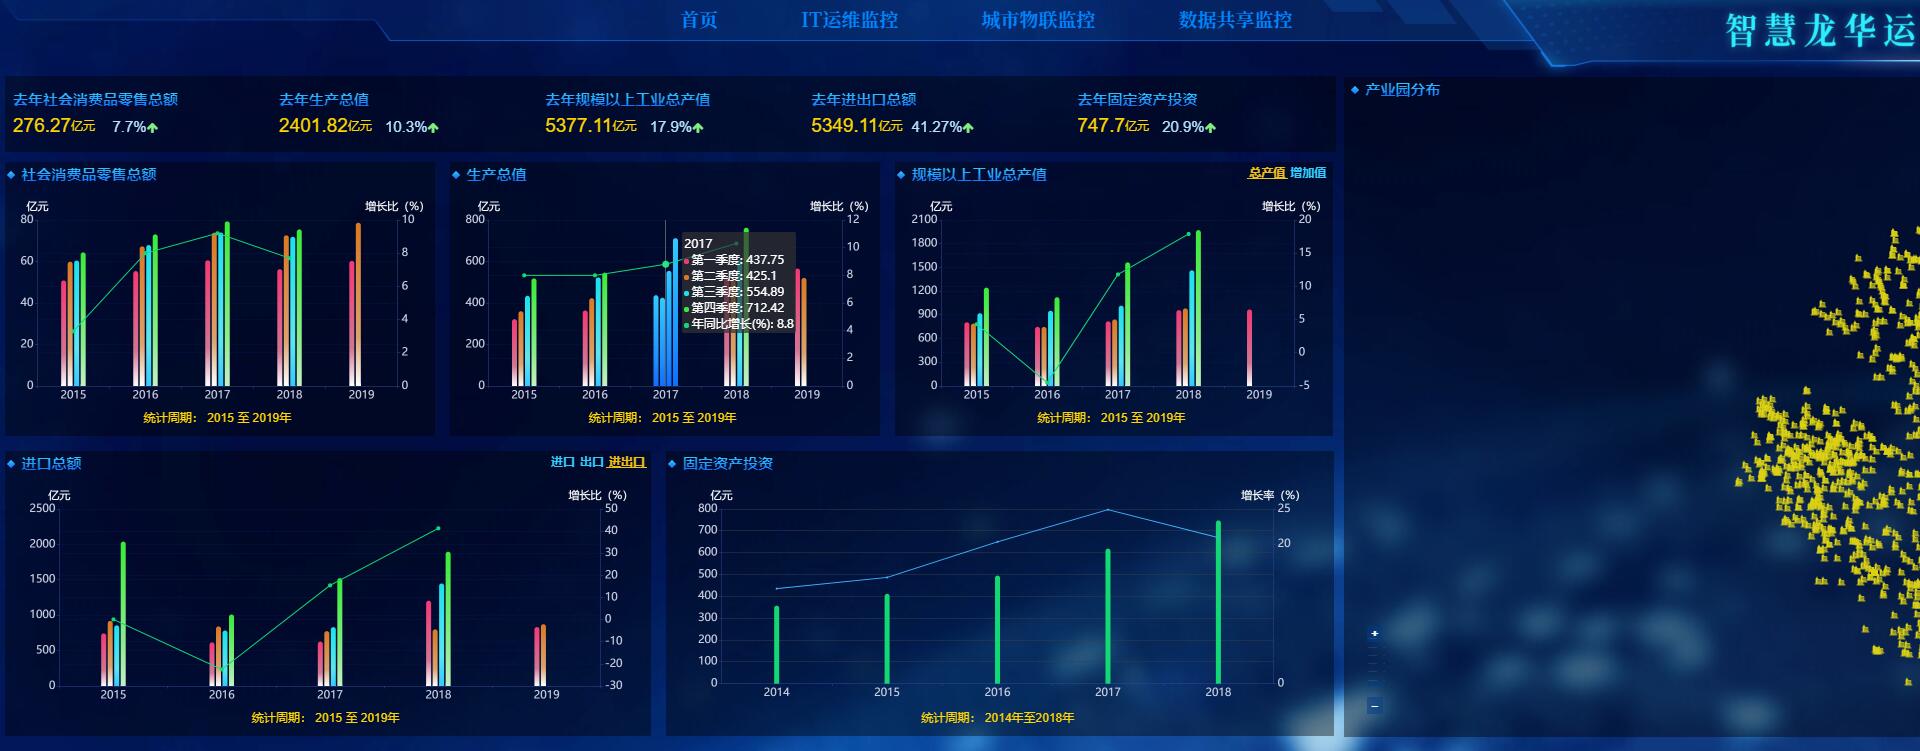 首页 IT运维监控 城市物联监控 数据共享监控
智慧龙华运
去年社会消费品零售总额 去年生产总值 去年规模以上工业总产值 去年进出口总额 去年固定资产投资
276.27亿元 7.7% 2401.82亿元 10.3% 5377.11亿元 17.9% 5349.11亿元 41.27% 747.7亿元 20.9%
产业园分布
社会消费品零售总额
亿元 增长比（%）
80 10
60 8
40 6
20 4
0 2
0
2015 2016 2017 2018 2019
统计周期： 2015 至 2019年
生产总值
亿元 增长比（%）
800 12
600 10
400 8
200 6
0 4
2
0
2017
第一季度: 437.75
第二季度: 425.1
第三季度: 554.89
第四季度: 712.42
年同比增长(%): 8.8
2015 2016 2017 2018 2019
统计周期： 2015 至 2019年
规模以上工业总产值 总产值 增加值
亿元 增长比（%）
2100 20
1800 15
1500 10
1200 5
900 0
600 -5
300
0
2015 2016 2017 2018 2019
统计周期： 2015 至 2019年
进口总额 进口 出口 进出口
亿元 增长比（%）
2500 50
2000 40
1500 30
1000 20
500 10
0 0
-10
-20
-30
2015 2016 2017 2018 2019
统计周期： 2015 至 2019年
固定资产投资
亿元 增长率（%）
800 25
700 20
600 0
500
400
300
200
100
0
2014 2015 2016 2017 2018
统计周期： 2014年至2018年
+
−